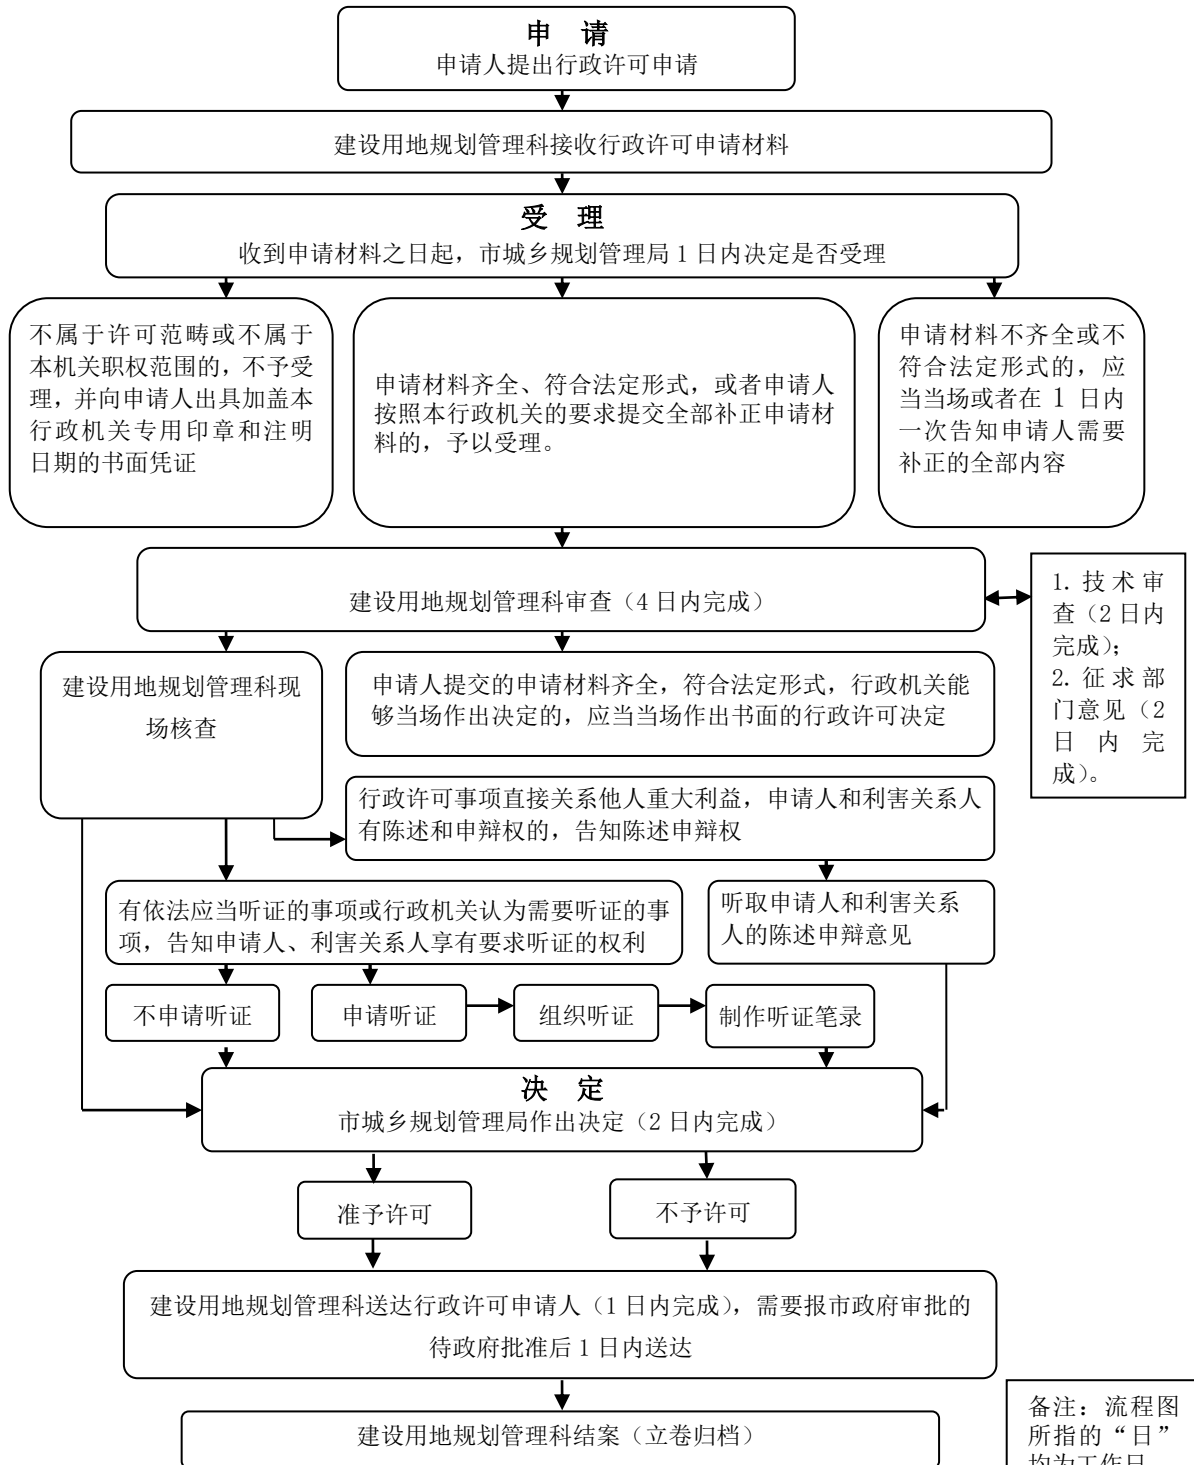 申 请
申请人提出行政许可申请
建设用地规划管理科接收行政许可申请材料
受 理
收到申请材料之日起，市城乡规划管理局 1 日内决定是否受理
不属于许可范畴或不属于
本机关职权范围的，不予受
理，并向申请人出具加盖本
行政机关专用印章和注明
日期的书面凭证
申请材料齐全、符合法定形式，或者申请人
按照本行政机关的要求提交全部补正申请材
料的，予以受理。
申请材料不齐全或不
符合法定形式的，应
当当场或者在 1 日内
一次告知申请人需要
补正的全部内容
建设用地规划管理科审查（4 日内完成）
1. 技术审
查（2 日内
完成）；
2. 征求部
门意见（2
日内完
成）。
建设用地规划管理科现
场核查
申请人提交的申请材料齐全，符合法定形式，行政机关能
够当场作出决定的，应当当场作出书面的行政许可决定
行政许可事项直接关系他人重大利益，申请人和利害关系人
有陈述和申辩权的，告知陈述申辩权
有依法应当听证的事项或行政机关认为需要听证的事
项，告知申请人、利害关系人享有要求听证的权利
听取申请人和利害关系
人的陈述申辩意见
不申请听证
申请听证
组织听证
制作听证笔录
决 定
市城乡规划管理局作出决定（2 日内完成）
准予许可
不予许可
建设用地规划管理科送达行政许可申请人（1 日内完成），需要报市政府审批的
待政府批准后 1 日内送达
建设用地规划管理科结案（立卷归档）
备注：流程图
所指的“日”
均为工作日